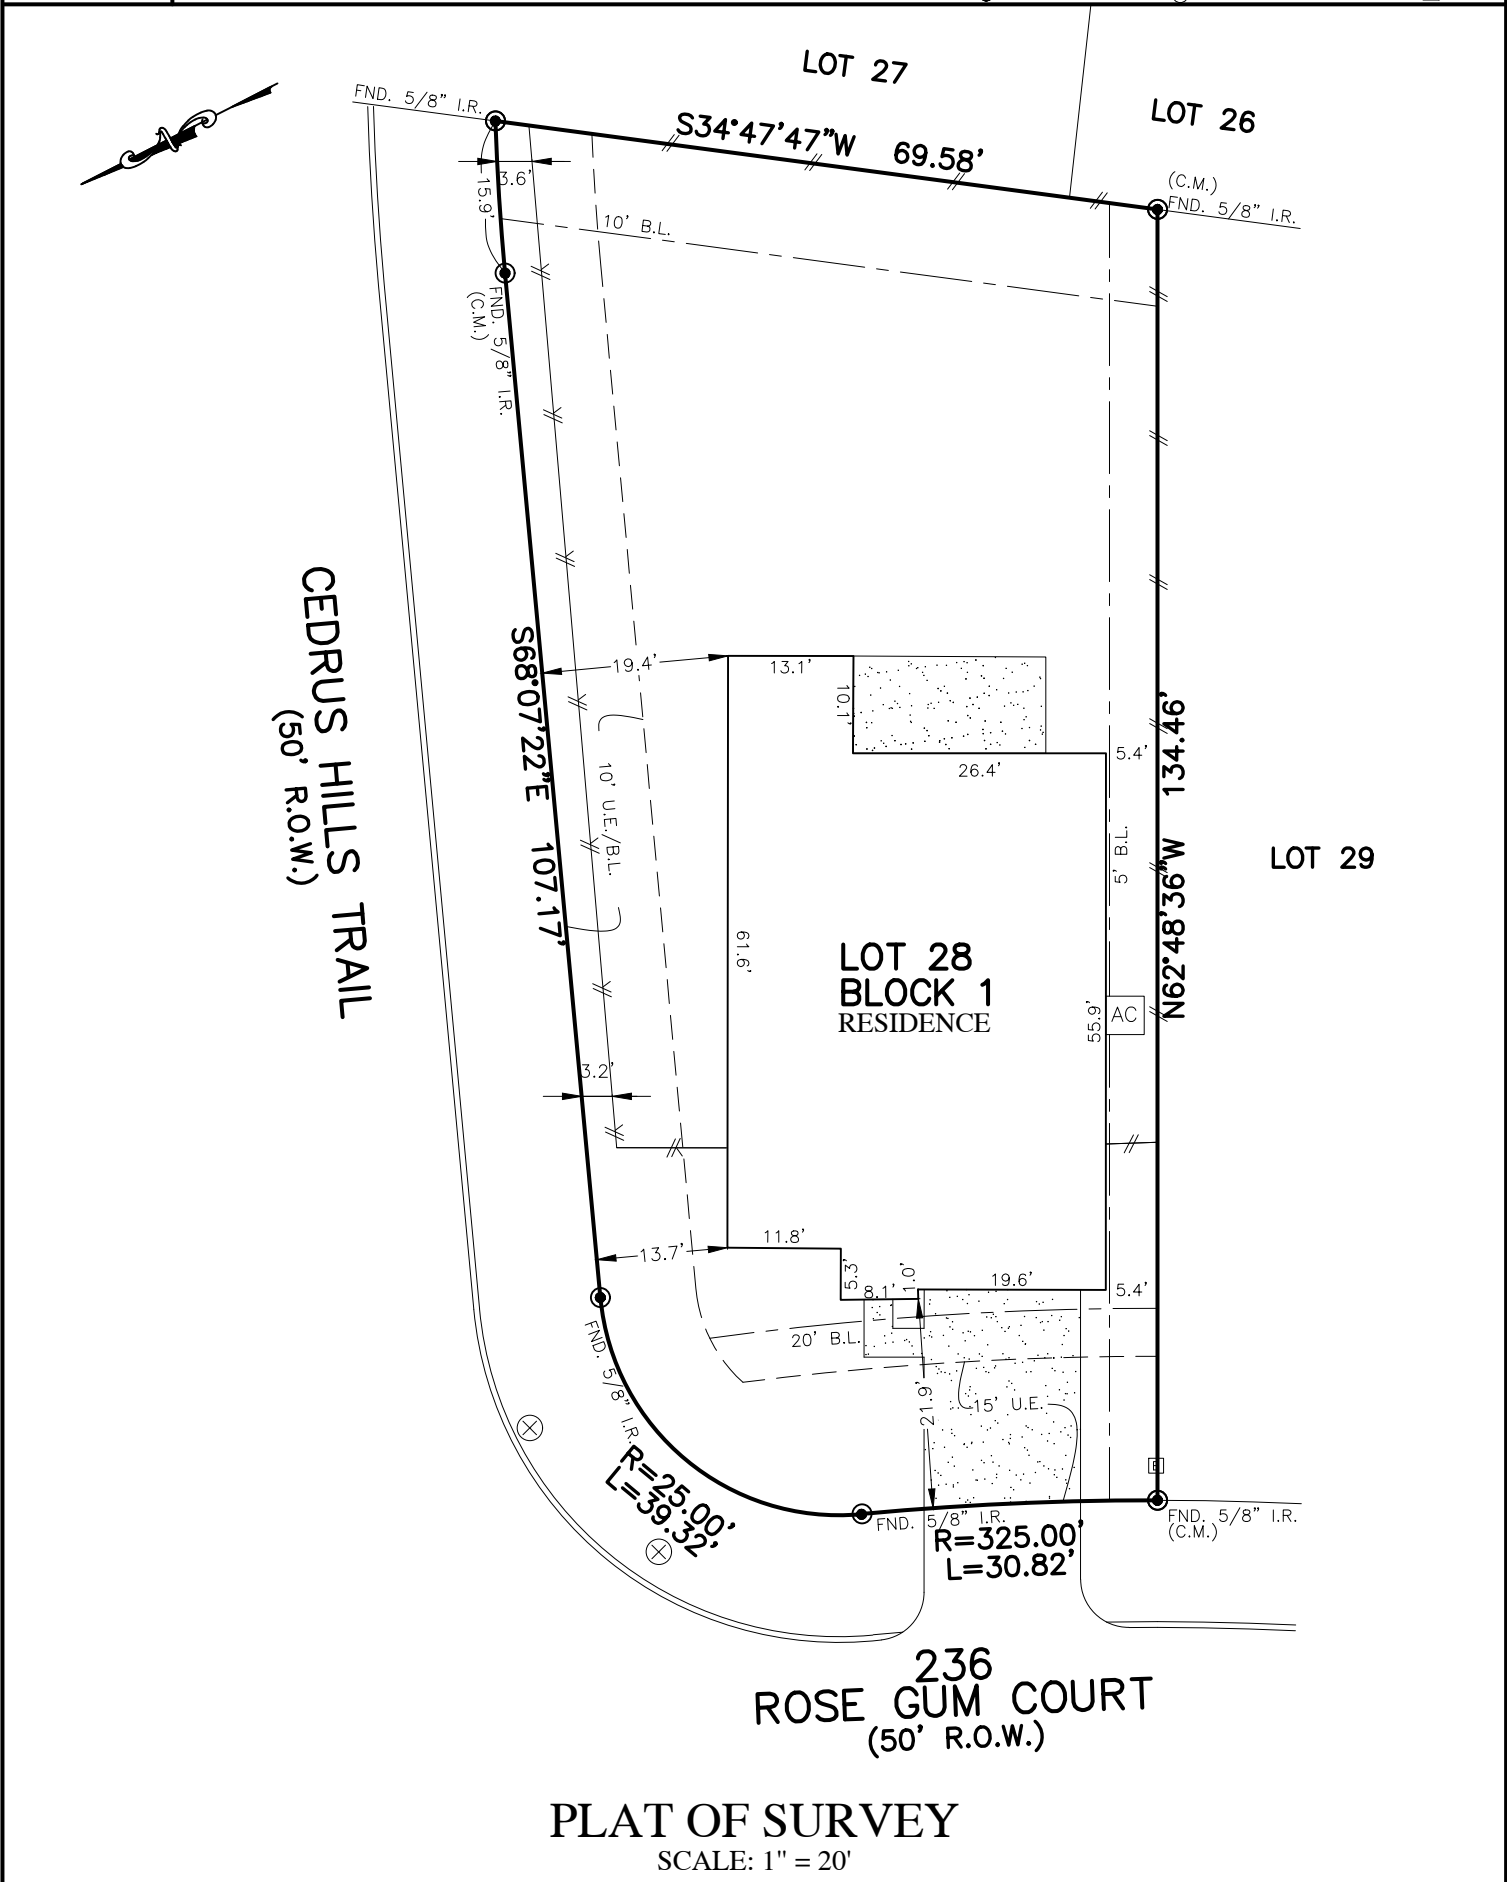 LOT 27
LOT 26
FND. 5/8" I.R.
S34°47'47"W 69.58'
(C.M.)
FND. 5/8" I.R.
3.6'
15.9'
10' B.L.
FND. 5/8" I.R.
(C.M.)
CEDRUS HILLS TRAIL
(50' R.O.W.)
S68°07'22"E 107.17'
19.4'
13.1'
10.1'
26.4'
5.4'
N62°48'36"W 134.46'
10' U.E./B.L.
5' B.L.
LOT 29
61.6'
LOT 28
BLOCK 1
RESIDENCE
55.9'
AC
3.2'
13.7'
11.8'
5.3'
8.1'
1.0'
19.6'
5.4'
20' B.L.
21.9'
15' U.E.
E
FND. 5/8" I.R.
R=25.00'
L=39.32'
FND. 5/8" I.R.
R=325.00'
L=30.82'
FND. 5/8" I.R.
(C.M.)
236
ROSE GUM COURT
(50' R.O.W.)
PLAT OF SURVEY
SCALE: 1" = 20'